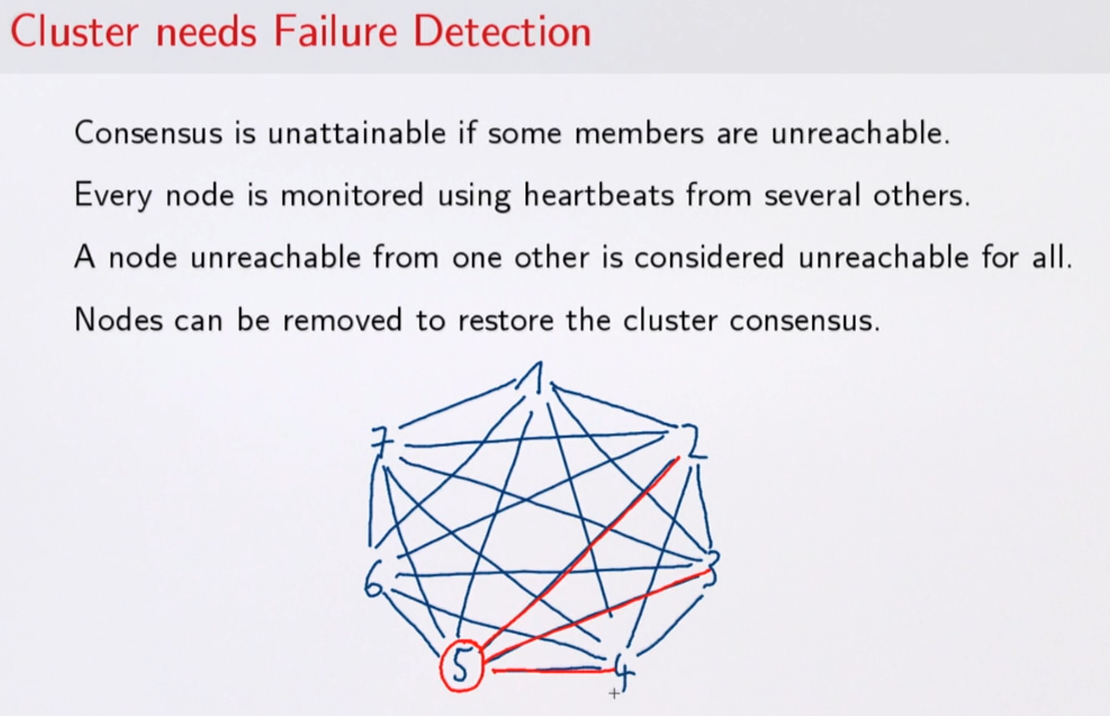 Cluster needs Failure Detection
Consensus is unattainable if some members are unreachable.
Every node is monitored using heartbeats from several others.
A node unreachable from one other is considered unreachable for all.
Nodes can be removed to restore the cluster consensus.
1
7
2
6
3
5
4